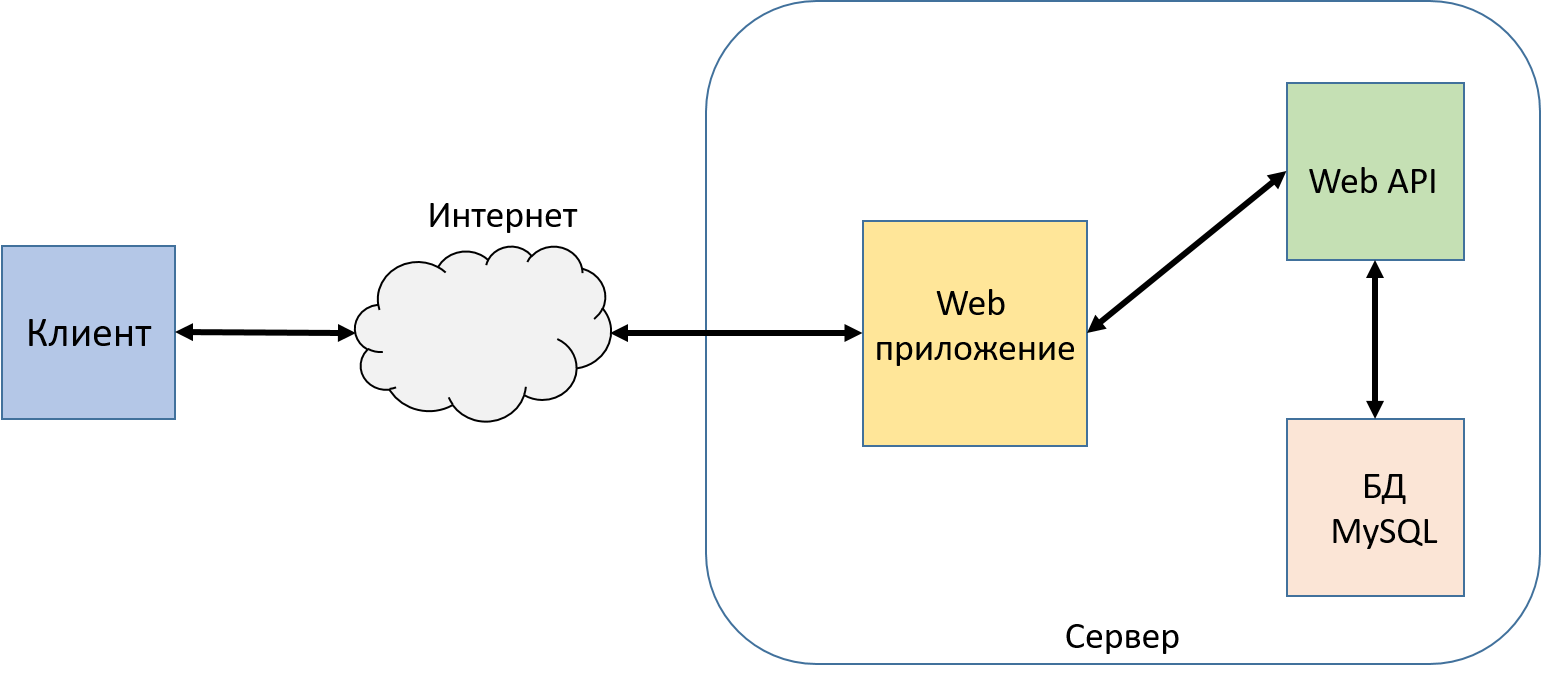 Интернет
Клиент
Web
приложение
Web API
БД
MySQL
Сервер